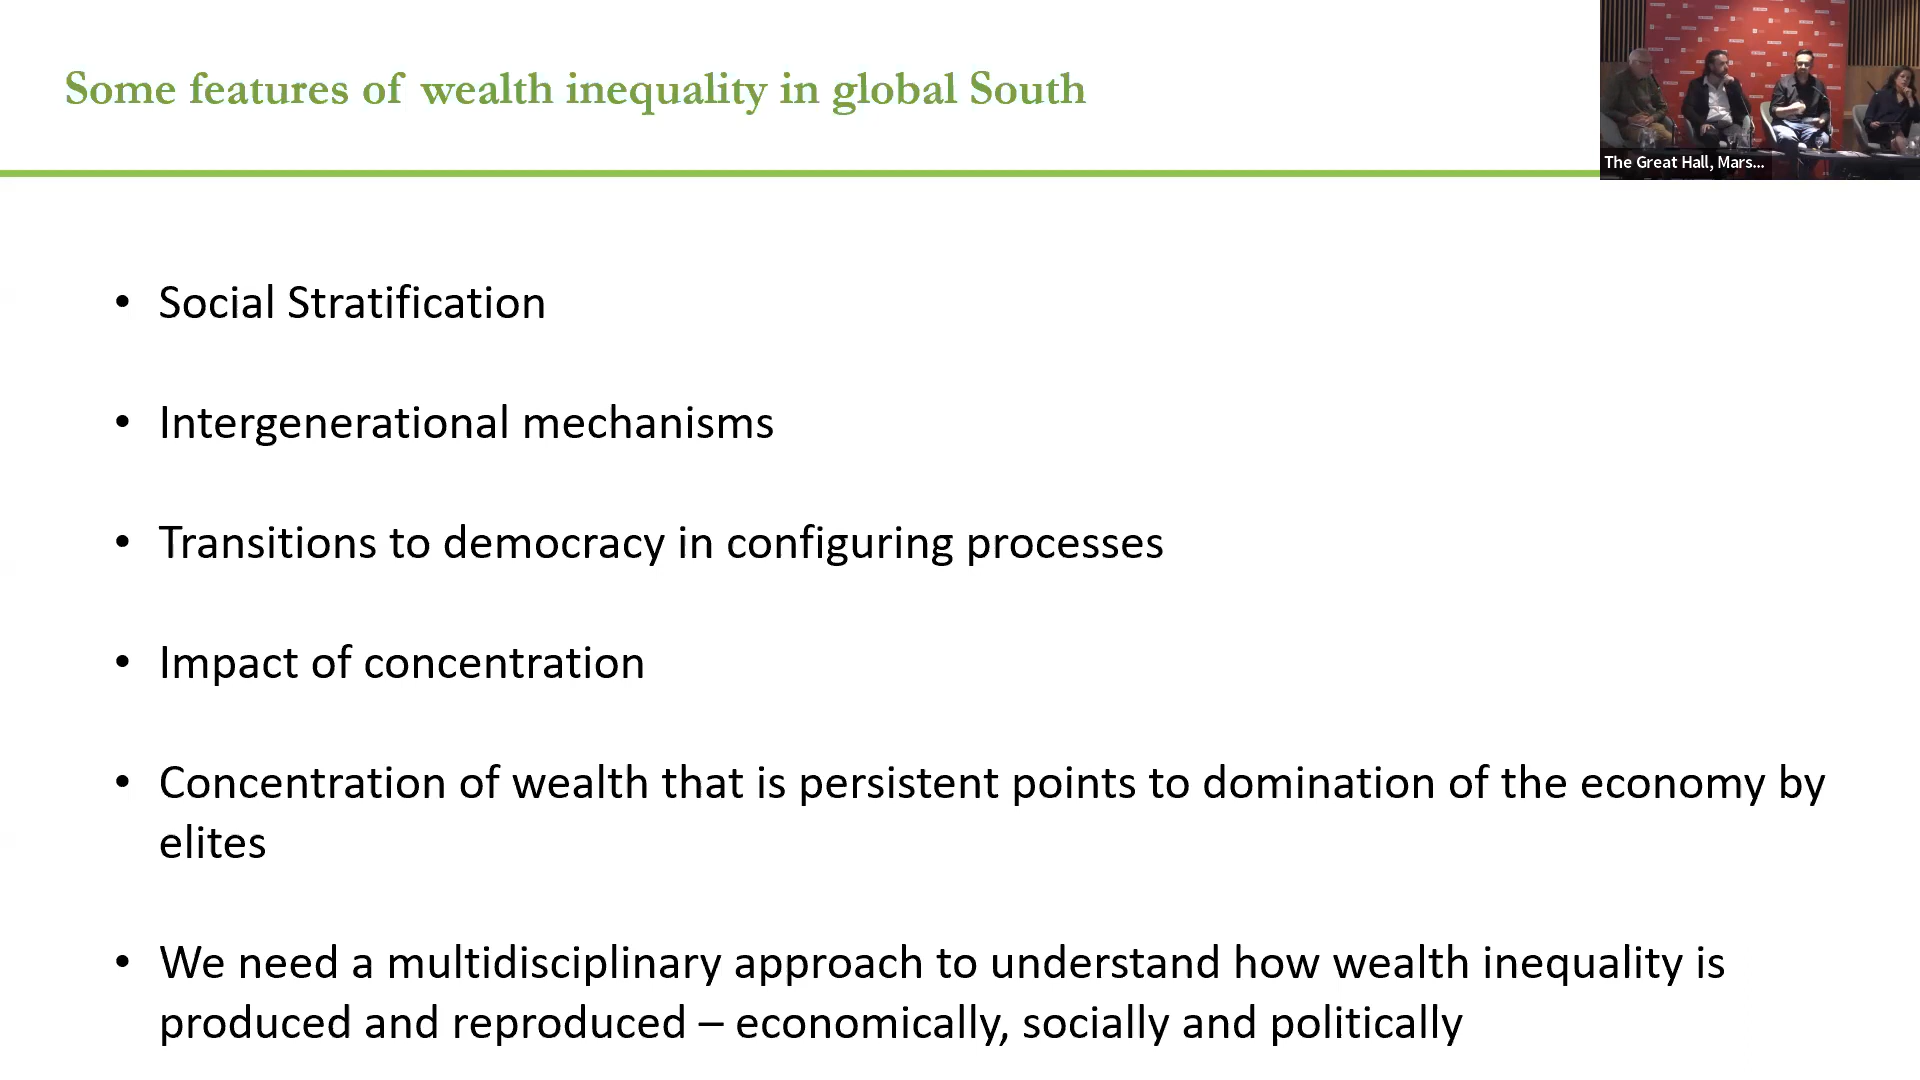 Some features of wealth inequality in global South
The Great Hall, Mars...
• Social Stratification
• Intergenerational mechanisms
• Transitions to democracy in configuring processes
• Impact of concentration
• Concentration of wealth that is persistent points to domination of the economy by
elites
• We need a multidisciplinary approach to understand how wealth inequality is
produced and reproduced – economically, socially and politically